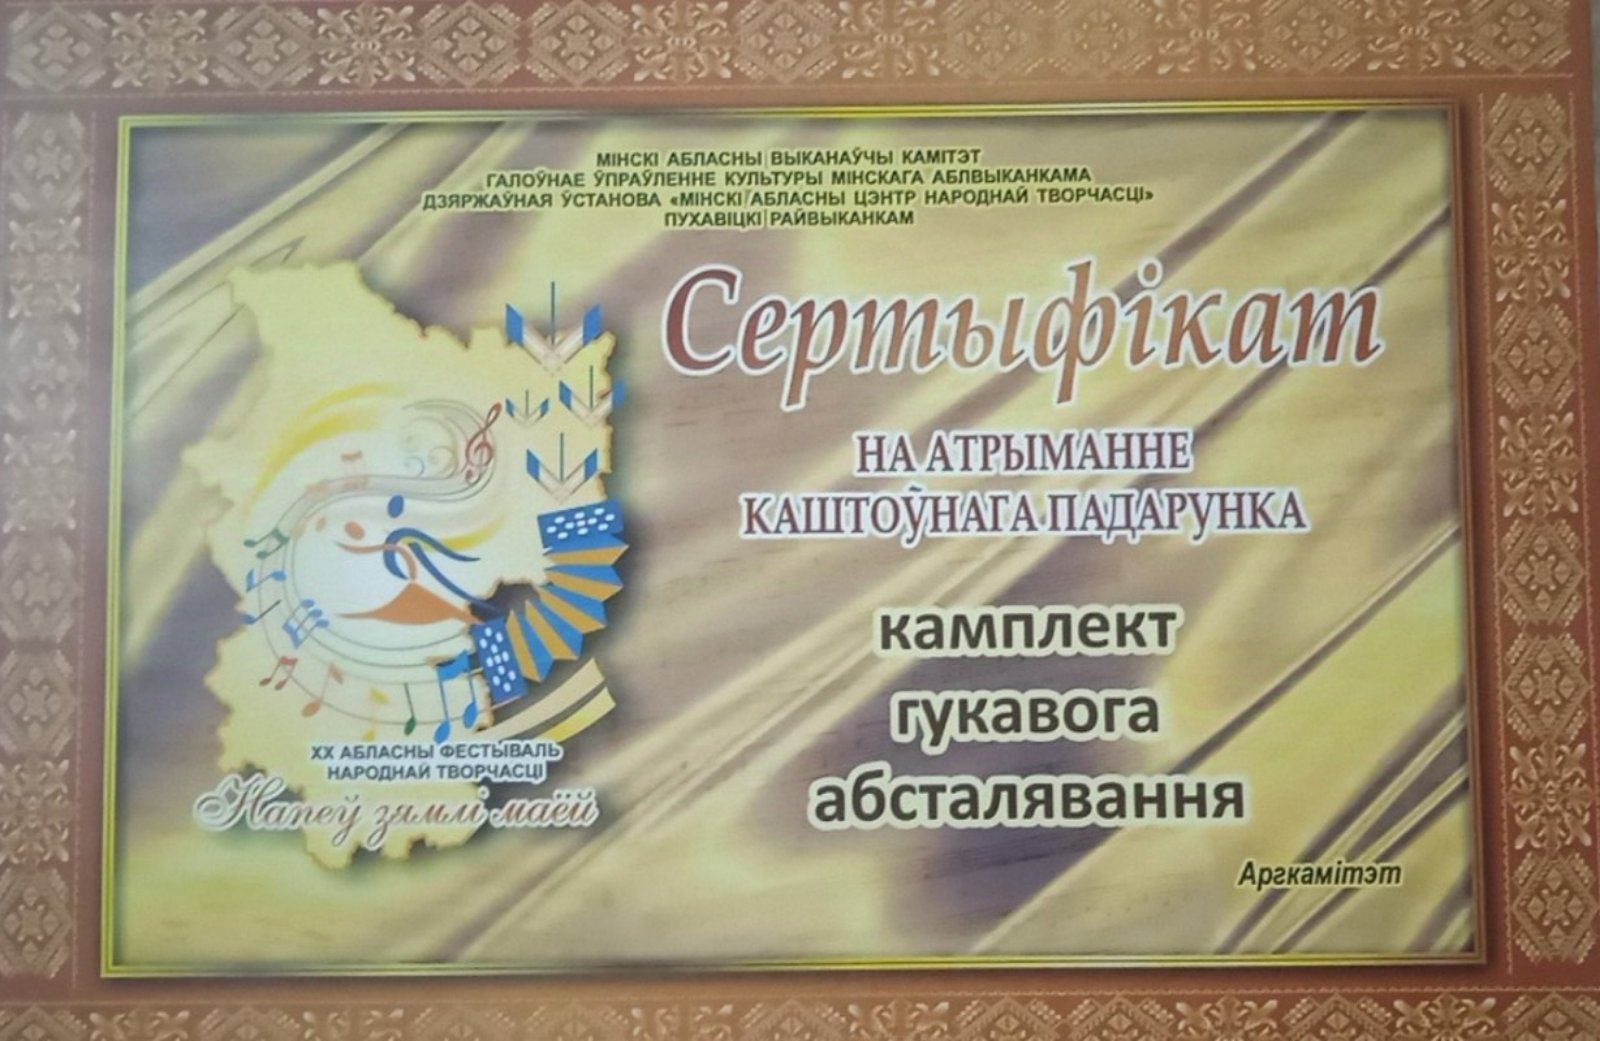 МІНСКІ АБЛАСНЫ ВЫКАНАЎЧЫ КАМІТЭТ
ГАЛОЎНАЕ ЎПРАЎЛЕННЕ КУЛЬТУРЫ МІНСКАГА АБЛВЫКАНКАМА
ДЗЯРЖАЎНАЯ ЎСТАНОВА «МІНСКІ АБЛАСНЫ ЦЭНТР НАРОДНАЙ ТВОРЧАСЦІ»
ПУХАВІЦКІ РАЙВЫКАНКАМ
Сертыфікат
НА АТРЫМАННЕ
КАШТОЎНАГА ПАДАРУНКА
камплект
гукавога
абсталявання
Аргкамітэт
XX АБЛАСНЫ ФЕСТЫВАЛЬ
НАРОДНАЙ ТВОРЧАСЦІ
Напеў зямлі маёй